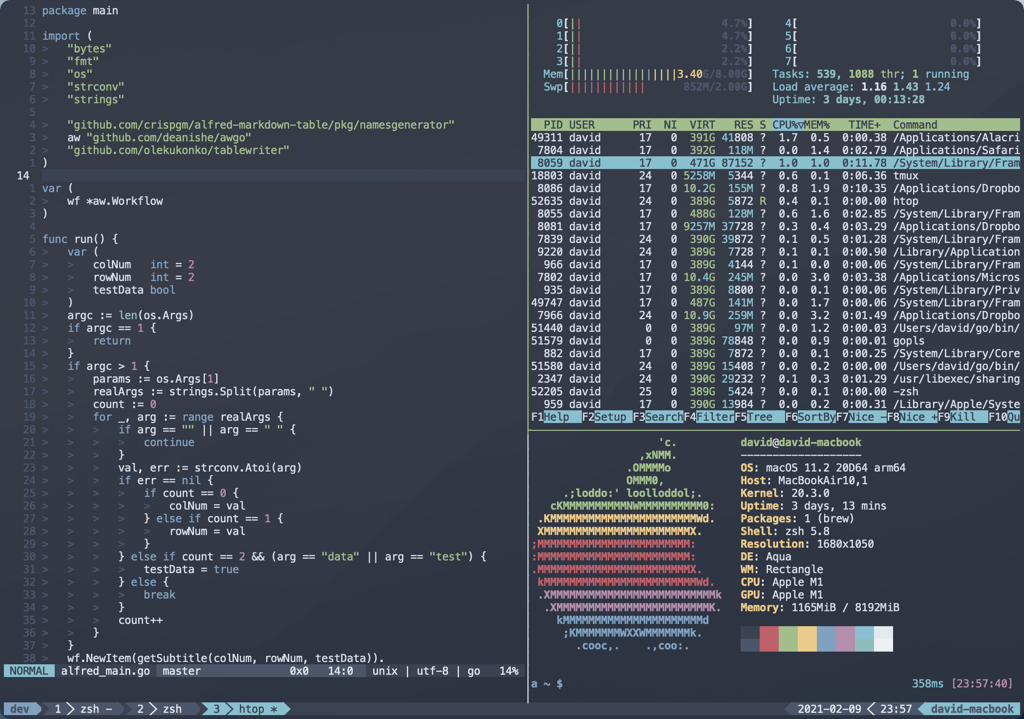 13 package main
12
11 import (
10 > "bytes"
9 > "fmt"
8 > "os"
7 > "strconv"
6 > "strings"
5
4 > "github.com/crispgm/alfred-markdown-table/pkg/namesgenerator"
3 > aw "github.com/deanishe/awgo"
2 > "github.com/olekukonko/tablewriter"
1 )
14
1 var (
2 > wf *aw.Workflow
3 )
4
5 func run() {
6 > var (
7 > > colNum int = 2
8 > > rowNum int = 2
9 > > testData bool
10 > )
11 > argc := len(os.Args)
12 > if argc == 1 {
13 > > return
14 > }
15 > if argc > 1 {
16 > > params := os.Args[1]
17 > > realArgs := strings.Split(params, " ")
18 > > count := 0
19 > > for _, arg := range realArgs {
20 > > > if arg == "" || arg == " " {
21 > > > > continue
22 > > > }
23 > > > val, err := strconv.Atoi(arg)
24 > > > if err == nil {
25 > > > > if count == 0 {
26 > > > > > colNum = val
27 > > > > } else if count == 1 {
28 > > > > > rowNum = val
29 > > > > }
30 > > > } else if count == 2 && (arg == "data" || arg == "test") {
31 > > > > testData = true
32 > > > } else {
33 > > > > break
34 > > > }
35 > > > count++
36 > > }
37 > }
38 > wf.NewItem(getSubtitle(colNum, rowNum, testData)).
NORMAL alfred_main.go master 0x0 14:0 unix | utf-8 | go 14%
0[|| 4.7%] 4[ 0.0%]
1[|| 4.7%] 5[ 0.0%]
2[|| 2.2%] 6[ 0.0%]
3[|| 2.2%] 7[ 0.0%]
Mem[|||||||||||||||||3.40G/8.00G] Tasks: 539, 1088 thr; 1 running
Swp[|||||||||||| 852M/2.00G] Load average: 1.16 1.43 1.24
Uptime: 3 days, 00:13:28
PID USER PRI NI VIRT RES S CPU%▽MEM% TIME+ Command
49311 david 17 0 391G 41808 ? 1.7 0.5 0:00.38 /Applications/Alacri
7804 david 17 0 392G 118M ? 0.0 1.4 0:02.79 /Applications/Safari
8059 david 17 0 471G 87152 ? 1.0 1.0 0:11.78 /System/Library/Fram
18803 david 24 0 5258M 5344 ? 0.6 0.1 0:06.36 tmux
8086 david 17 0 10.2G 155M ? 0.8 1.9 0:10.35 /Applications/Dropbo
52635 david 24 0 389G 5872 R 0.4 0.1 0:00.00 htop
8055 david 17 0 488G 128M ? 0.6 1.6 0:02.85 /System/Library/Fram
8081 david 17 0 9257M 37728 ? 0.3 0.4 0:03.29 /Applications/Dropbo
7839 david 24 0 390G 39872 ? 0.1 0.5 0:01.28 /System/Library/Fram
9220 david 24 0 389G 7728 ? 0.1 0.1 0:00.90 /Library/Application
966 david 24 0 389G 4144 ? 0.1 0.0 0:00.06 /System/Library/Fram
7802 david 17 0 10.4G 245M ? 0.0 3.0 0:03.38 /Applications/Micros
935 david 17 0 389G 8800 ? 0.0 0.1 0:00.06 /System/Library/Priv
49747 david 17 0 487G 141M ? 0.0 1.7 0:00.06 /System/Library/Fram
7966 david 24 0 10.9G 259M ? 0.0 3.2 0:01.49 /Applications/Dropbo
51440 david 0 0 389G 97M ? 0.0 1.2 0:00.03 /Users/david/go/bin/
51579 david 0 0 389G 78848 ? 0.0 0.9 0:00.01 gopls
882 david 17 0 389G 7872 ? 0.0 0.1 0:00.25 /System/Library/Core
51580 david 24 0 389G 15408 ? 0.0 0.2 0:00.00 /Users/david/go/bin/
2347 david 24 0 390G 29232 ? 0.1 0.3 0:01.29 /usr/libexec/sharing
52205 david 25 0 389G 5424 ? 0.0 0.1 0:00.00 -zsh
959 david 24 0 390G 13984 ? 0.0 0.2 0:00.31 /Library/Apple/Syste
F1Help F2Setup F3SearchF4FilterF5Tree F6SortByF7Nice -F8Nice +F9Kill F10Qu
'c.
,xNMM.
.OMMMMo
OMMM0,
.;loddo:' loolloddol;.
cKMMMMMMMMMMNWMMMMMMMMMM0:
.KMMMMMMMMMMMMMMMMMMMMMMMWd.
XMMMMMMMMMMMMMMMMMMMMMMMX.
;MMMMMMMMMMMMMMMMMMMMMMMM:
:MMMMMMMMMMMMMMMMMMMMMMMM:
.MMMMMMMMMMMMMMMMMMMMMMMMX.
kMMMMMMMMMMMMMMMMMMMMMMMMWd.
.XMMMMMMMMMMMMMMMMMMMMMMMMMMk
.XMMMMMMMMMMMMMMMMMMMMMMMMK.
kMMMMMMMMMMMMMMMMMMMMMMd
;KMMMMMMMWXXWMMMMMMMk.
.cooc,. .,coo:.
david@david-macbook
-------------------
OS: macOS 11.2 20D64 arm64
Host: MacBookAir10,1
Kernel: 20.3.0
Uptime: 3 days, 13 mins
Packages: 1 (brew)
Shell: zsh 5.8
Resolution: 1680x1050
DE: Aqua
WM: Rectangle
CPU: Apple M1
GPU: Apple M1
Memory: 1165MiB / 8192MiB
a ~ $ 358ms [23:57:40]
dev 1 zsh - 2 zsh 3 htop * 2021-02-09 23:57 david-macbook